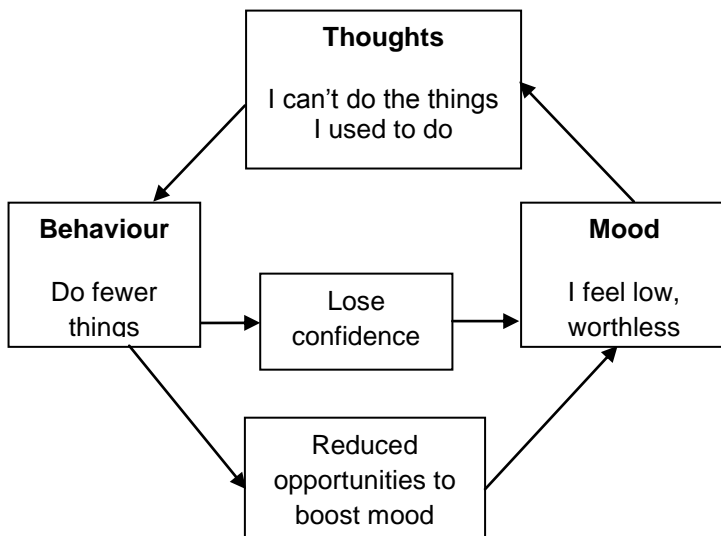 Thoughts
I can't do the things
I used to do
Behaviour
Do fewer
things
Lose
confidence
Mood
I feel low,
worthless
Reduced
opportunities to
boost mood